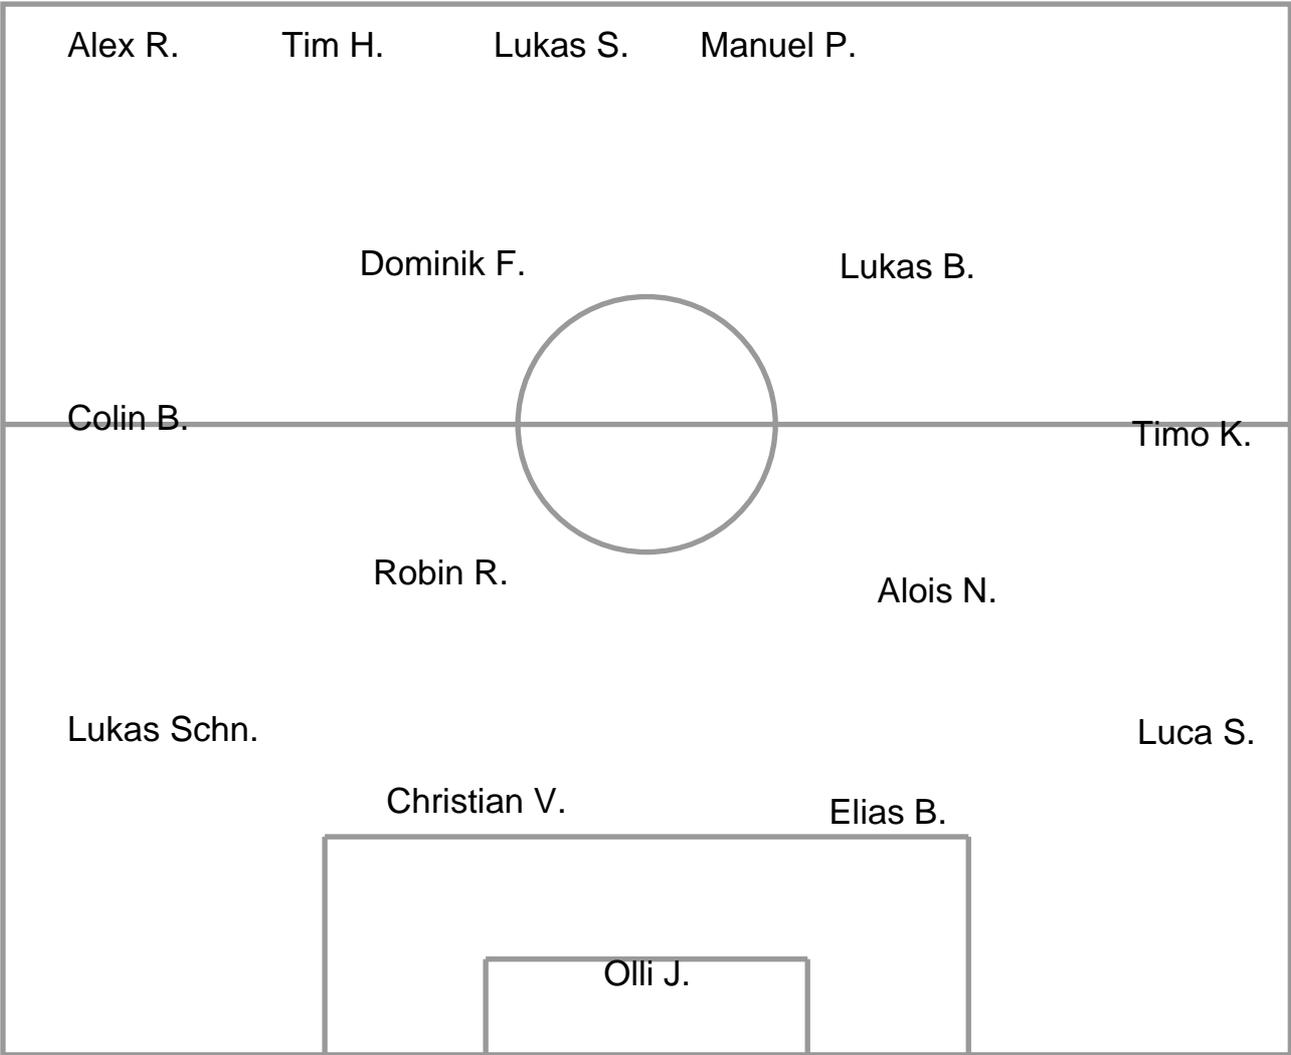 Alex R. Tim H. Lukas S. Manuel P.
Dominik F. Lukas B.
Colin B. Timo K.
Robin R. Alois N.
Lukas Schn. Luca S.
Christian V. Elias B.
Olli J.